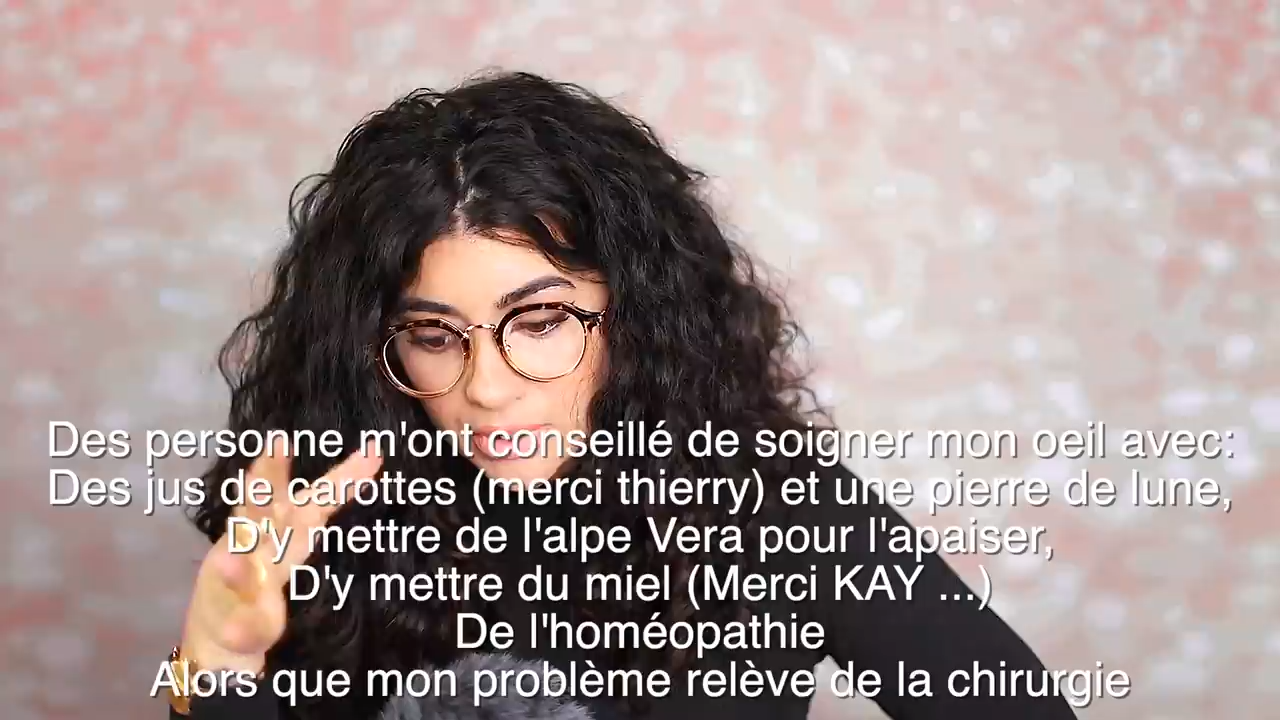 Des personne m'ont conseillé de soigner mon oeil avec:
Des jus de carottes (merci thierry) et une pierre de lune,
D'y mettre de l'alpe Vera pour l'apaiser,
D'y mettre du miel (Merci KAY ...)
De l'homéopathie
Alors que mon problème relève de la chirurgie